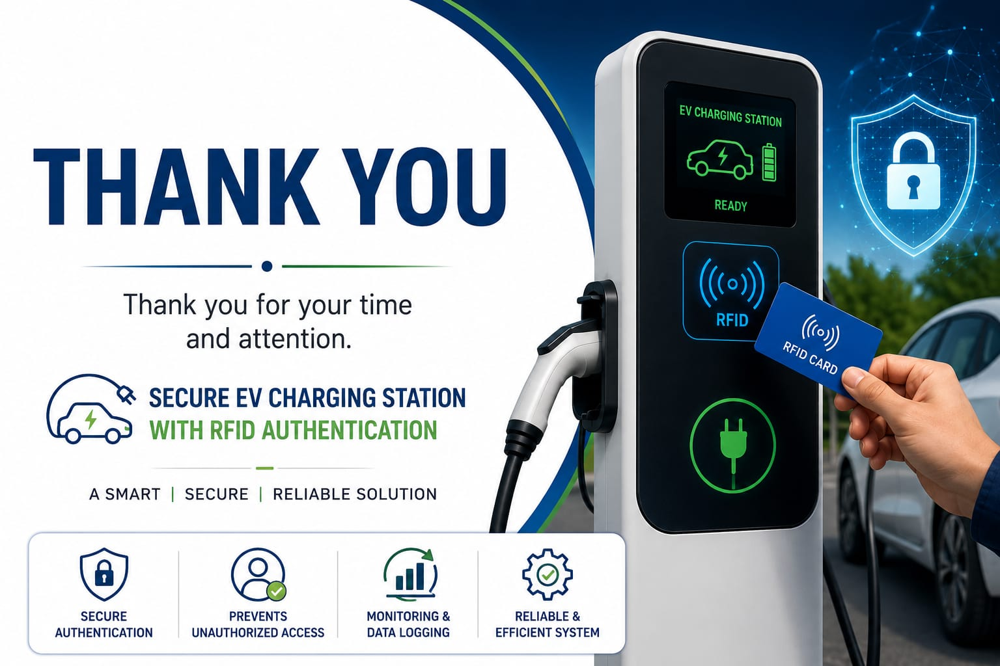 THANK YOU
Thank you for your time
and attention.
SECURE EV CHARGING STATION
WITH RFID AUTHENTICATION
A SMART | SECURE | RELIABLE SOLUTION
SECURE
AUTHENTICATION
PREVENTS
UNAUTHORIZED ACCESS
MONITORING &
DATA LOGGING
RELIABLE &
EFFICIENT SYSTEM
EV CHARGING STATION
READY
RFID
RFID CARD